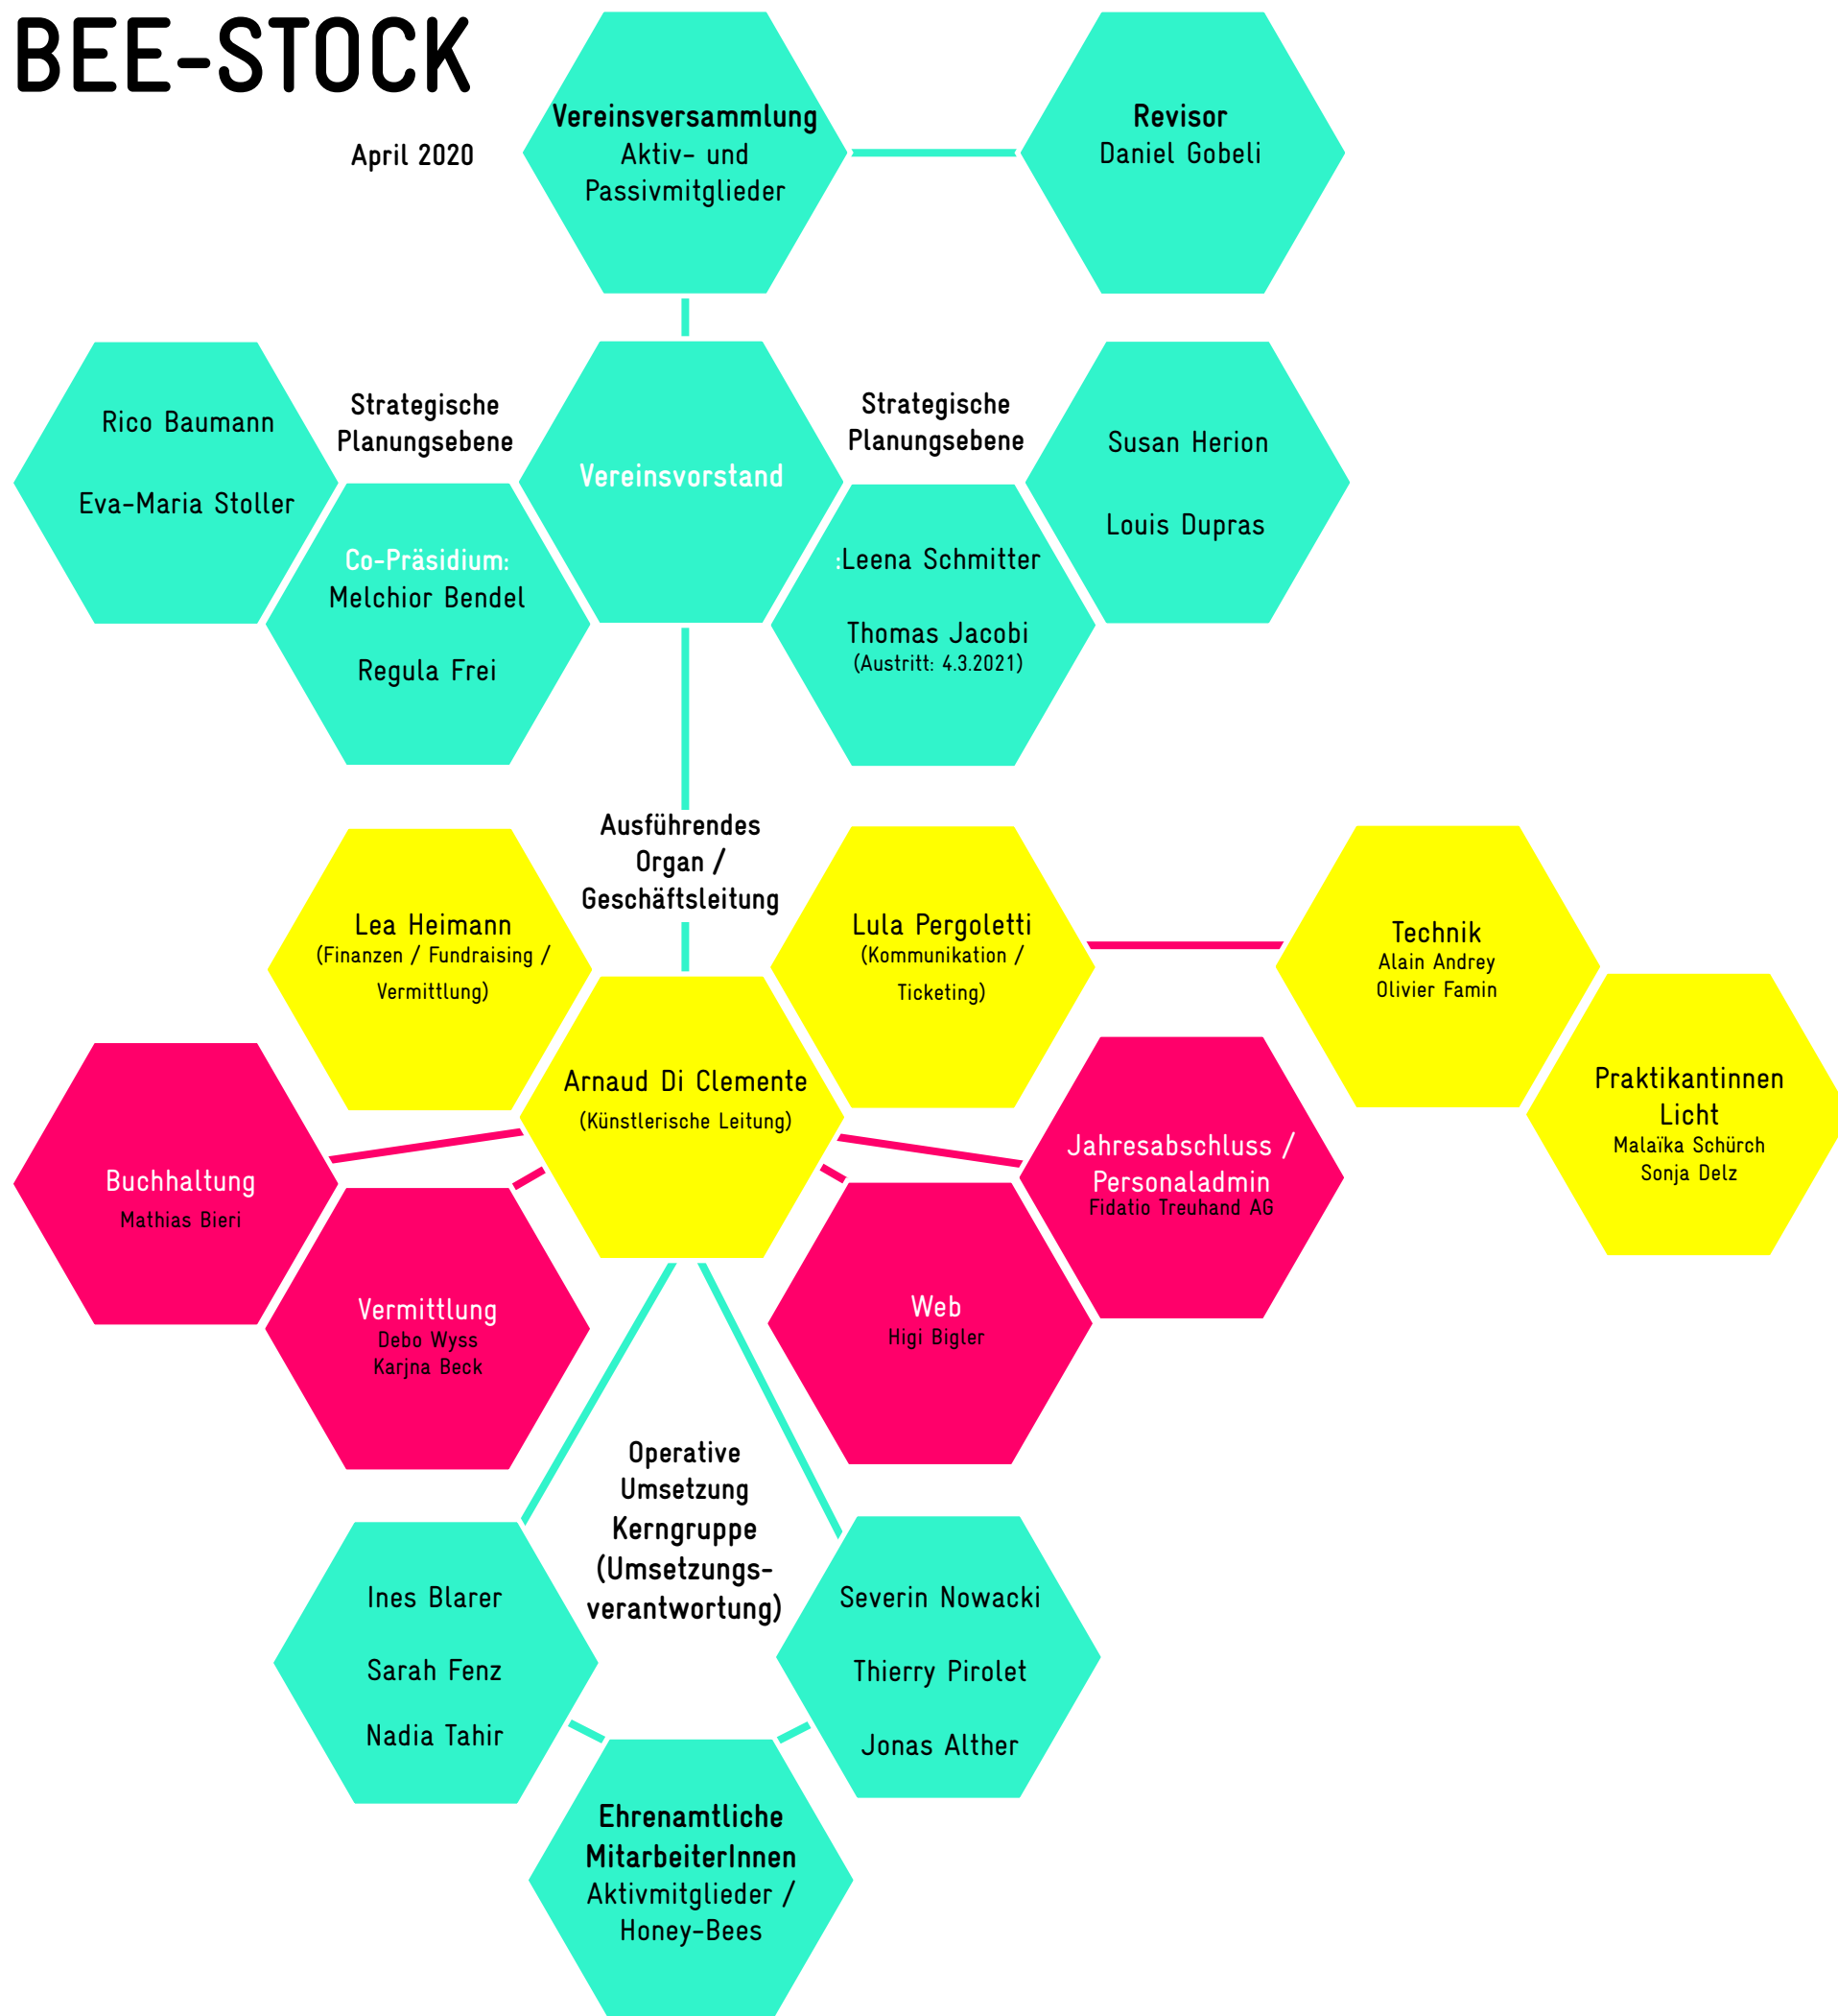 BEE-STOCK
April 2020
Vereinsversammlung
Aktiv- und
Passivmitglieder
Revisor
Daniel Gobeli
Rico Baumann
Eva-Maria Stoller
Strategische
Planungsebene
Vereinsvorstand
Strategische
Planungsebene
Susan Herion
Louis Dupras
Co-Präsidium:
Melchior Bendel
Regula Frei
:Leena Schmitter
Thomas Jacobi
(Austritt: 4.3.2021)
Ausführendes
Organ /
Geschäftsleitung
Lea Heimann
(Finanzen / Fundraising /
Vermittlung)
Lula Pergoletti
(Kommunikation /
Ticketing)
Technik
Alain Andrey
Olivier Famin
Arnaud Di Clemente
(Künstlerische Leitung)
Praktikantinnen
Licht
Malaïka Schürch
Sonja Delz
Buchhaltung
Mathias Bieri
Jahresabschluss /
Personaladmin
Fidatio Treuhand AG
Vermittlung
Debo Wyss
Karjna Beck
Web
Higi Bigler
Operative
Umsetzung
Kerngruppe
(Umsetzungs-
verantwortung)
Ines Blarer
Sarah Fenz
Nadia Tahir
Severin Nowacki
Thierry Pirolet
Jonas Alther
Ehrenamtliche
MitarbeiterInnen
Aktivmitglieder /
Honey-Bees